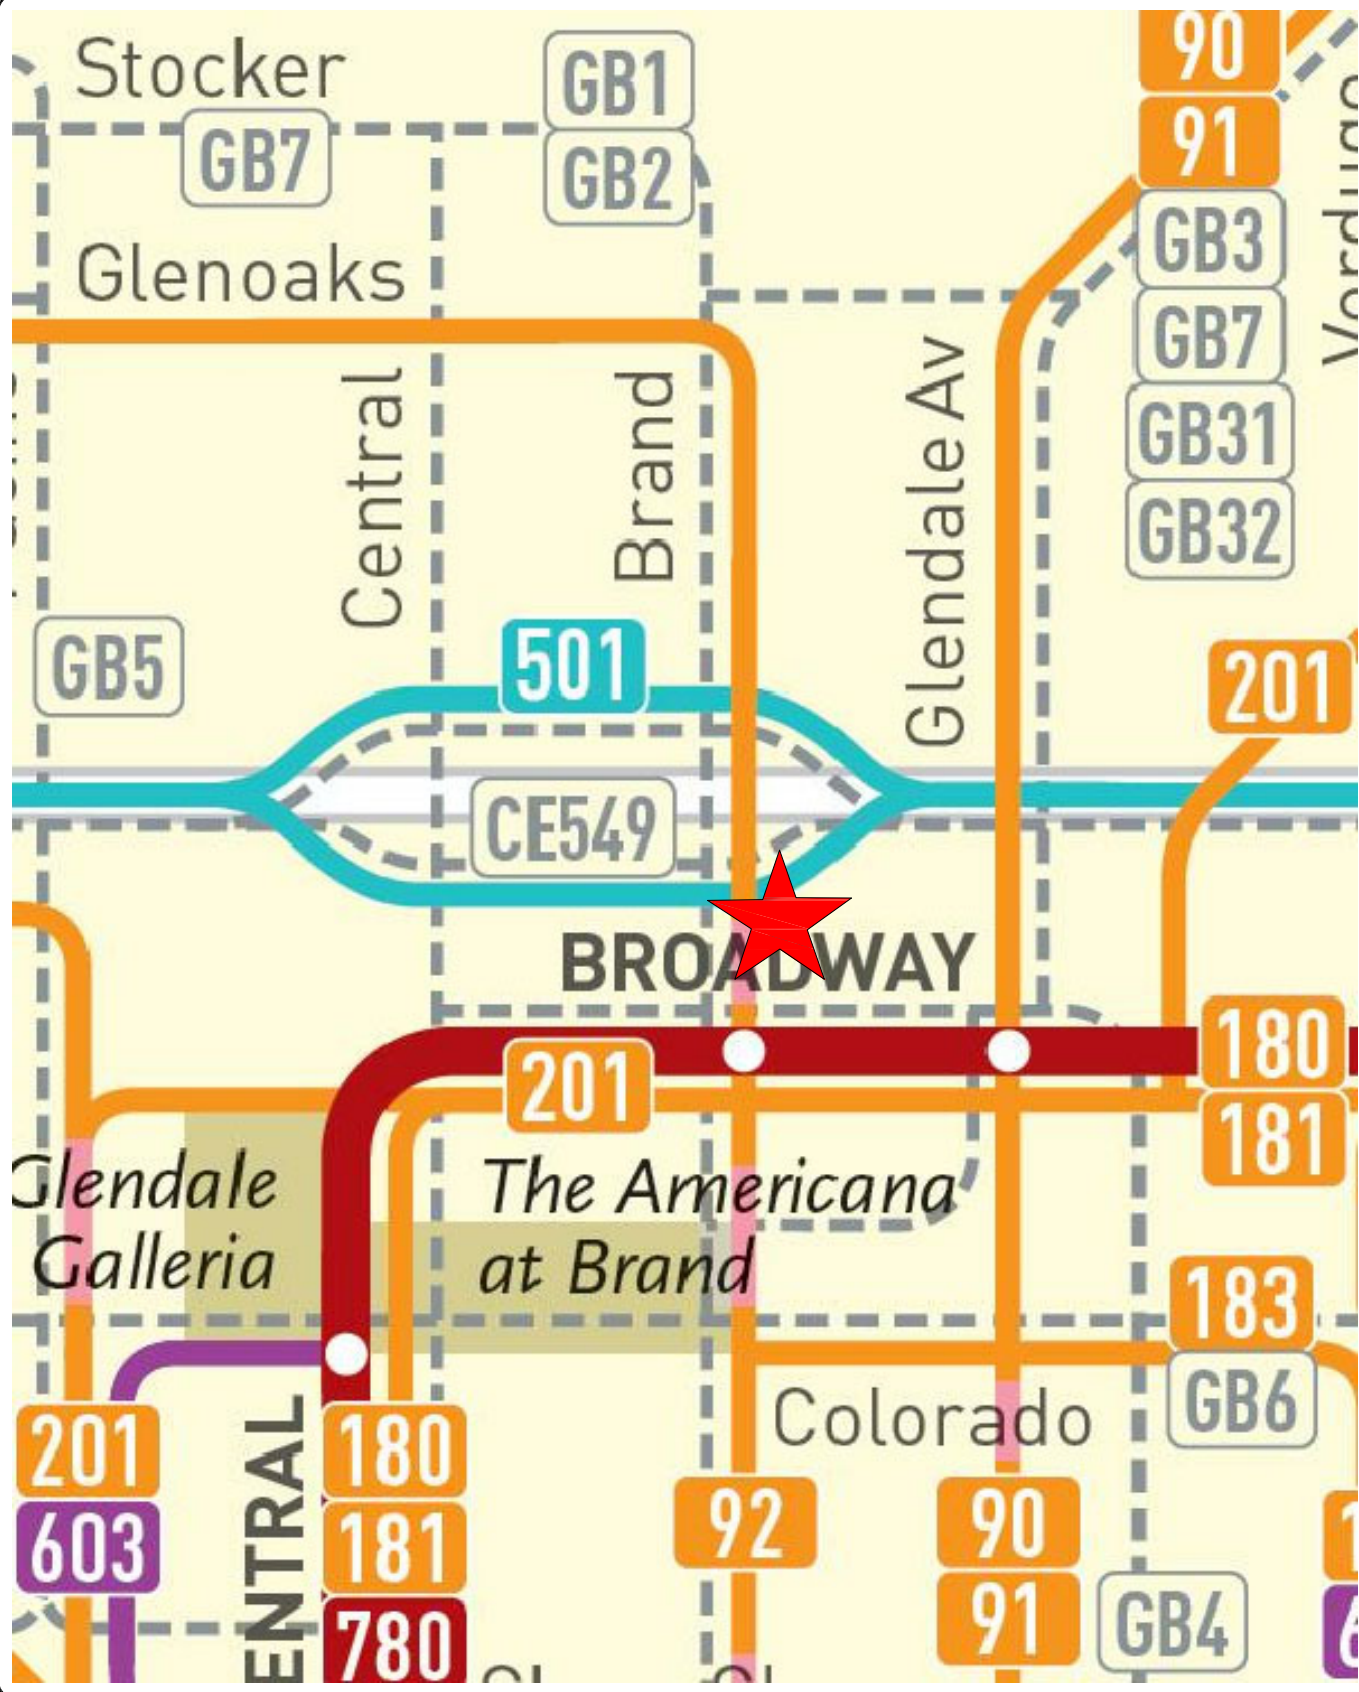 Stocker
GB1
GB2
GB7
90
91
GB3
GB7
GB31
GB32
Glenoaks
Central
Brand
Glendale Av
GB5
501
201
CE549
BROADWAY
201
180
181
Glendale
Galleria
The Americana
at Brand
183
GB6
Colorado
201
603
180
181
780
92
90
91
GB4